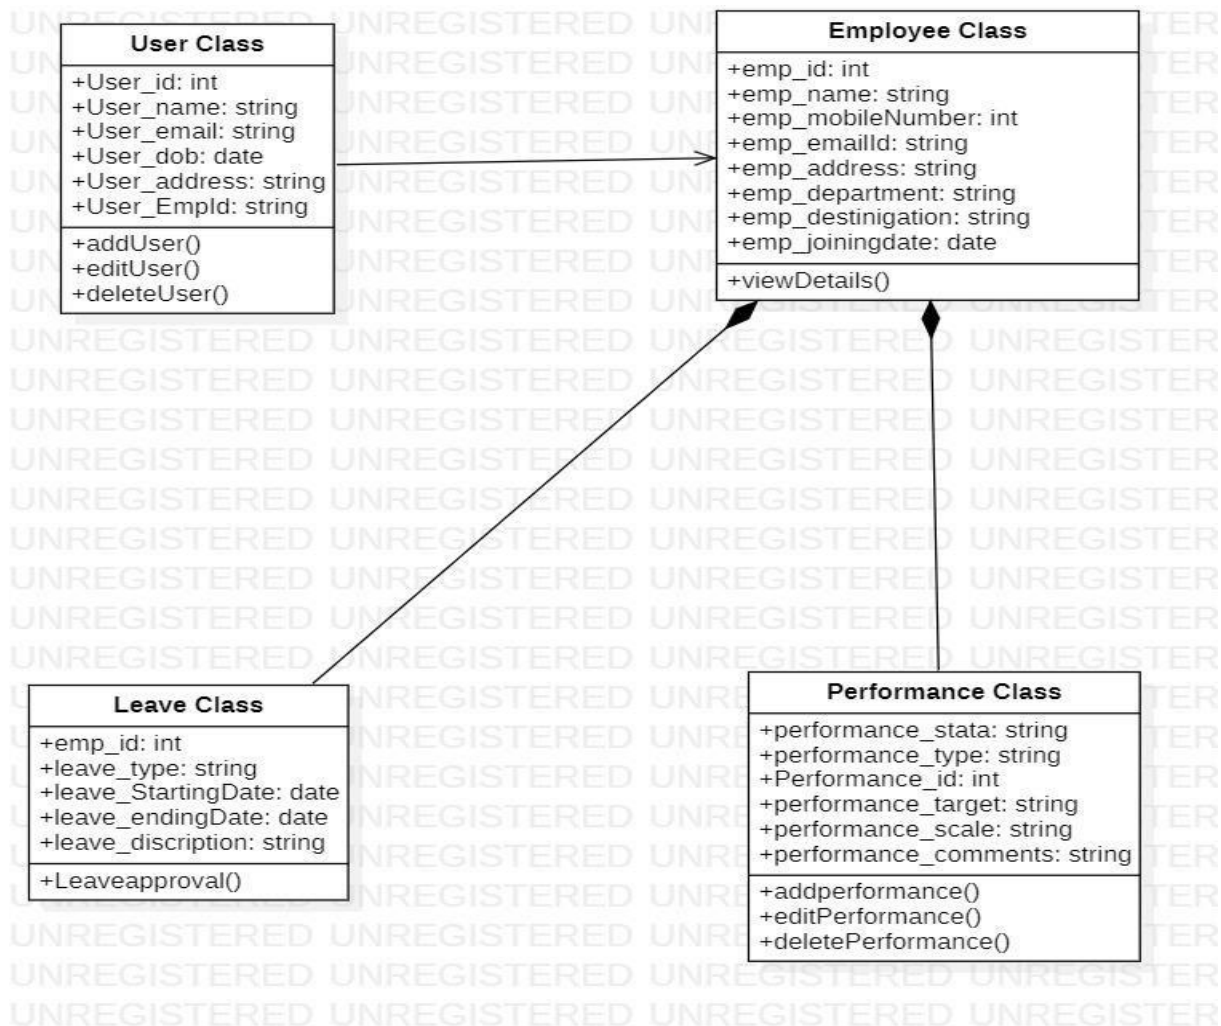 User Class
+User_id: int
+User_name: string
+User_email: string
+User_dob: date
+User_address: string
+User_EmpId: string
+addUser()
+editUser()
+deleteUser()
Employee Class
+emp_id: int
+emp_name: string
+emp_mobileNumber: int
+emp_emailId: string
+emp_address: string
+emp_department: string
+emp_destinigation: string
+emp_joiningdate: date
+viewDetails()
Leave Class
+emp_id: int
+leave_type: string
+leave_StartingDate: date
+leave_endingDate: date
+leave_discription: string
+Leaveapproval()
Performance Class
+performance_stata: string
+performance_type: string
+Performance_id: int
+performance_target: string
+performance_scale: string
+performance_comments: string
+addperformance()
+editPerformance()
+deletePerformance()
UNREGISTERED